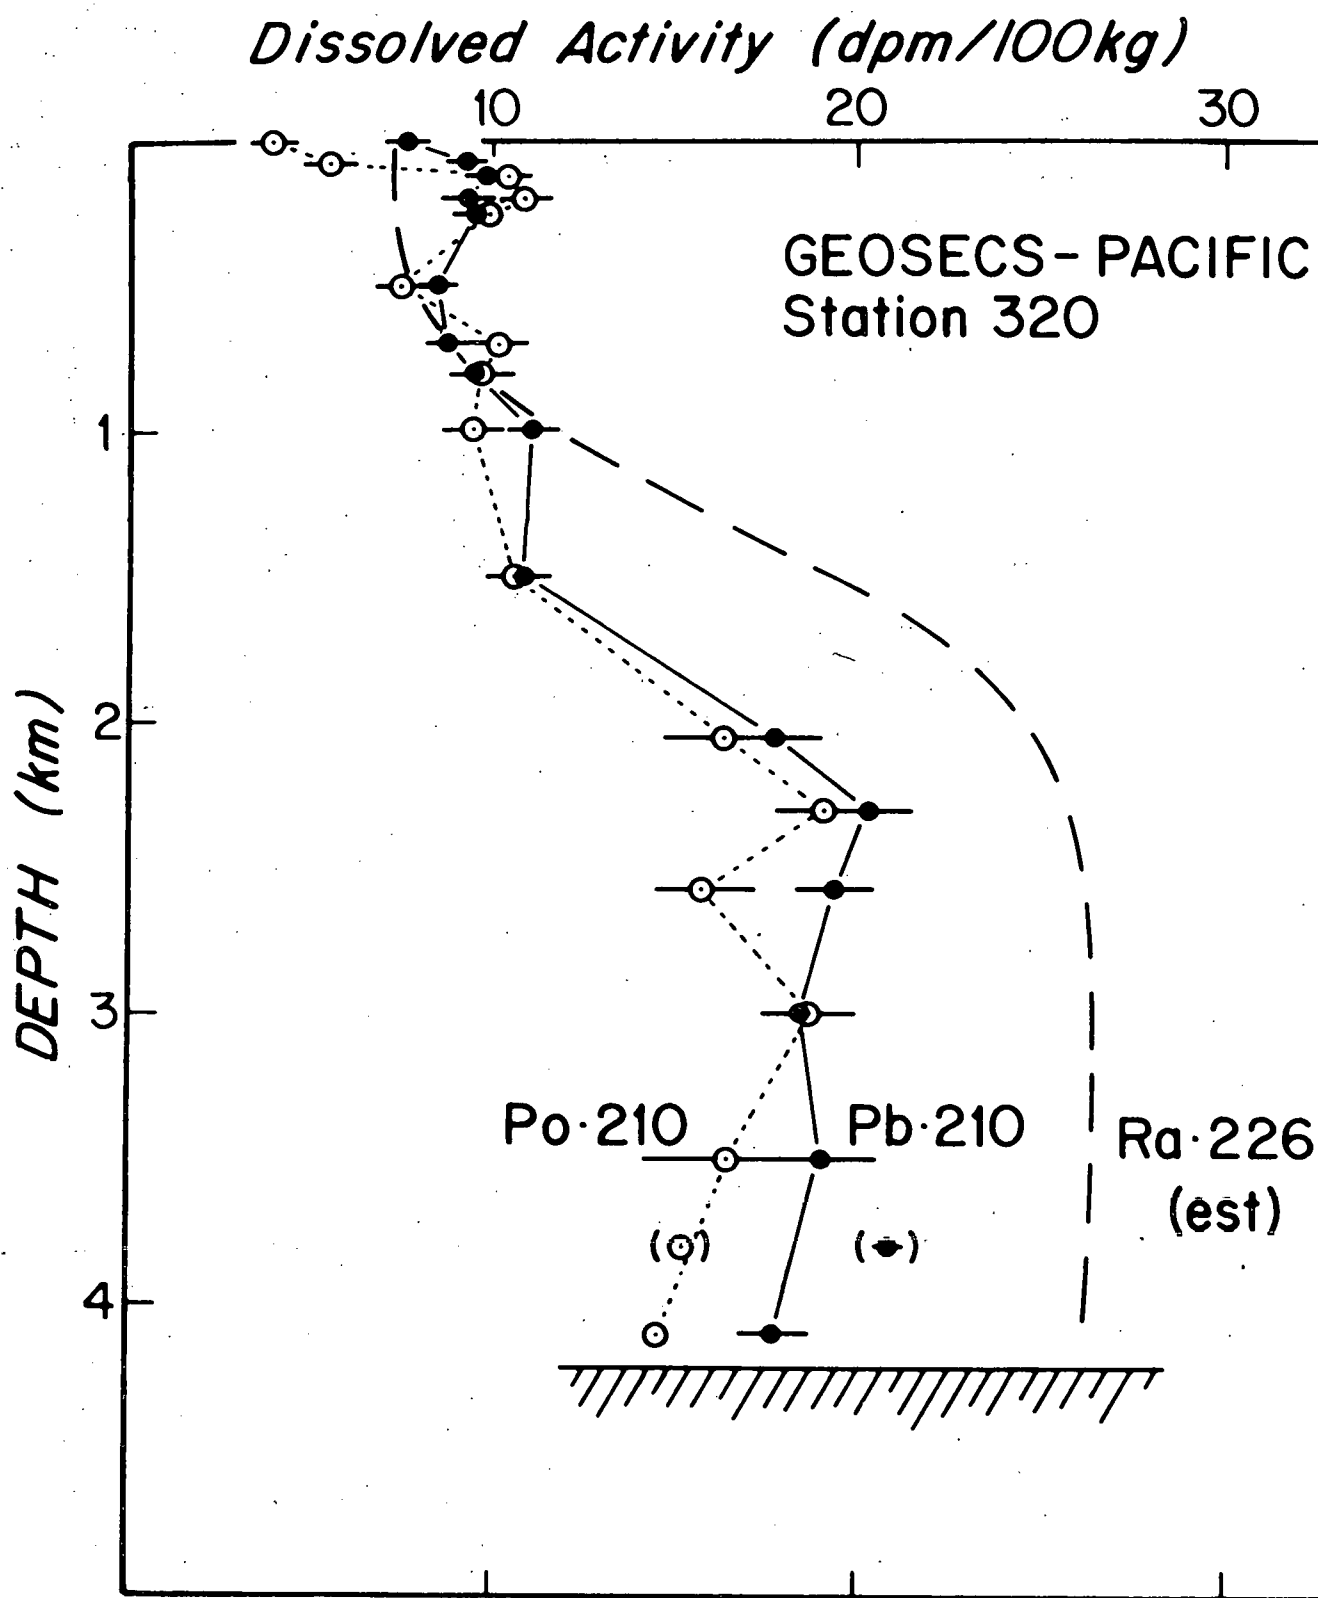 Dissolved Activity (dpm/100kg)
10 20 30
GEOSECS-PACIFIC
Station 320
1
2
3
4
DEPTH (km)
Po·210 Pb·210 Ra·226
(est)